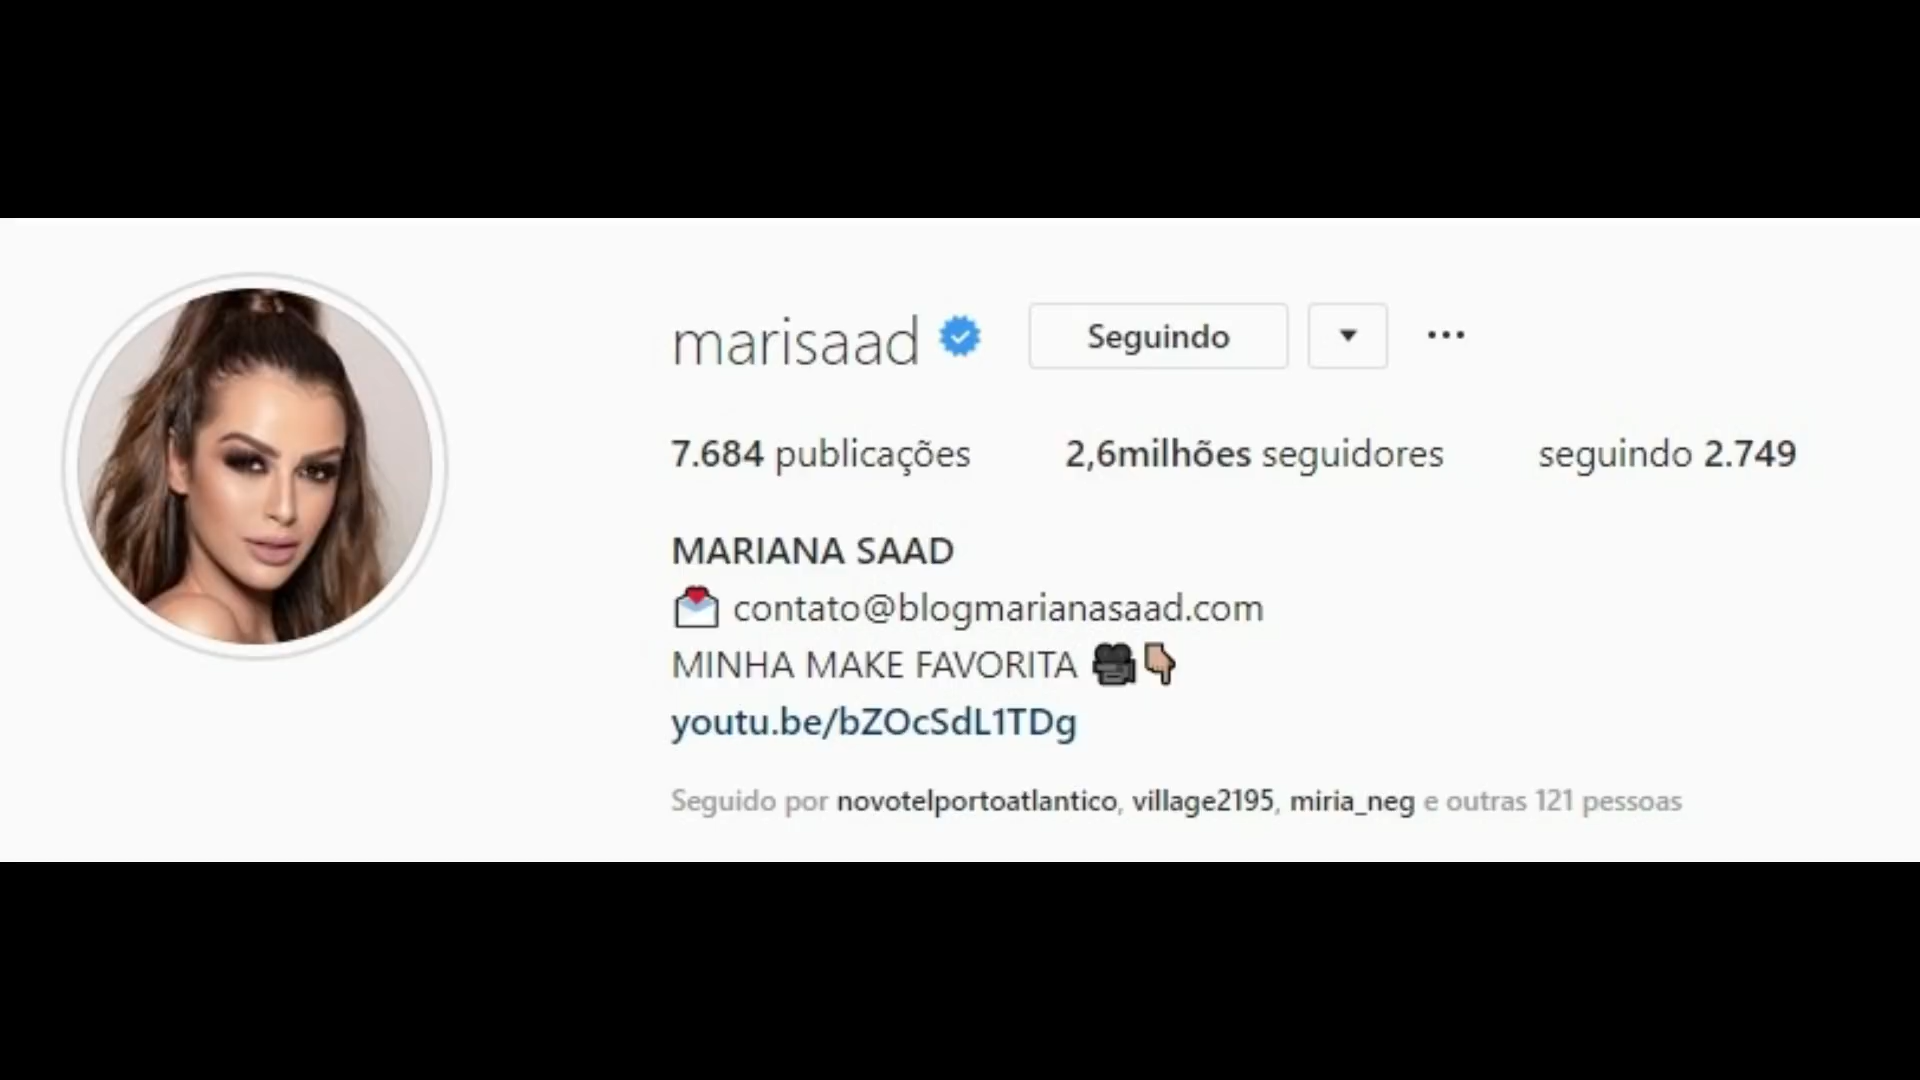 marisaad Seguindo
7.684 publicações 2,6milhões seguidores seguindo 2.749
MARIANA SAAD
contato@blogmarianasaad.com
MINHA MAKE FAVORITA
youtu.be/bZOcSdL1TDg
Seguido por novotelportoatlantico, village2195, miria_neg e outras 121 pessoas